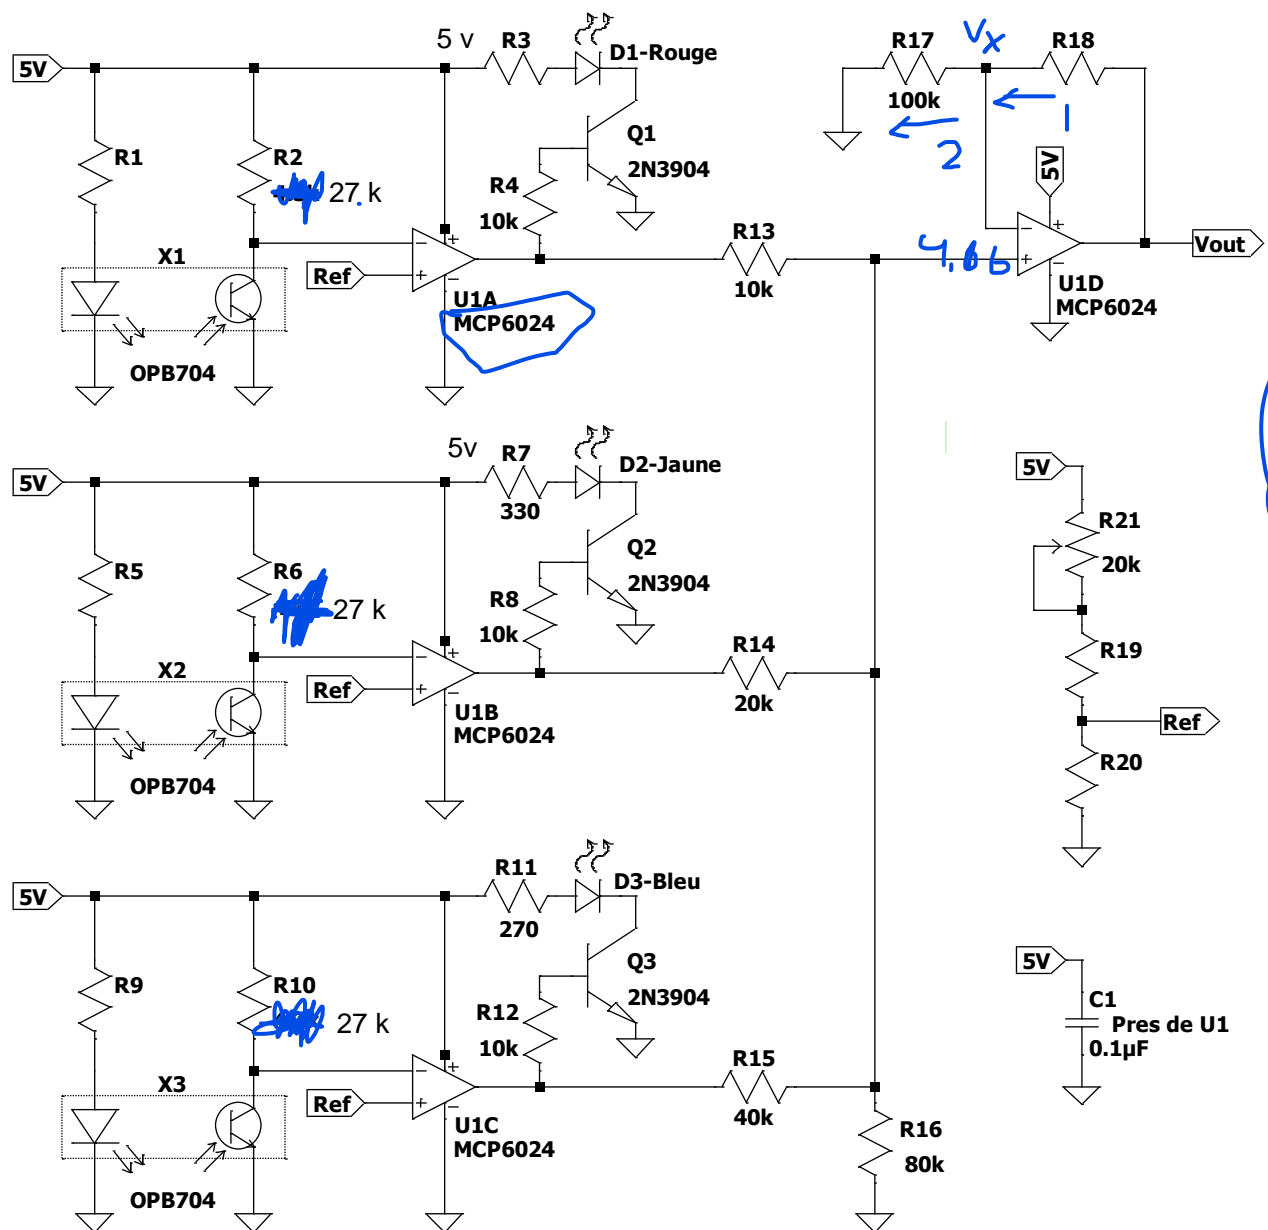 5V
R1
R2
27.k
5 v
R3
D1-Rouge
Q1
2N3904
R4
10k
X1
Ref
U1A
MCP6024
OPB704
R13
10k
R17
100k
Vx
R18
1
2
5V
4.66
U1D
MCP6024
Vout
5V
R5
R6
27 k
5v
R7
330
D2-Jaune
Q2
2N3904
R8
10k
X2
Ref
U1B
MCP6024
OPB704
R14
20k
5V
R21
20k
R19
Ref
R20
5V
R9
R10
27 k
R11
270
D3-Bleu
Q3
2N3904
R12
10k
X3
Ref
U1C
MCP6024
OPB704
R15
40k
R16
80k
5V
C1
Pres de U1
0.1µF